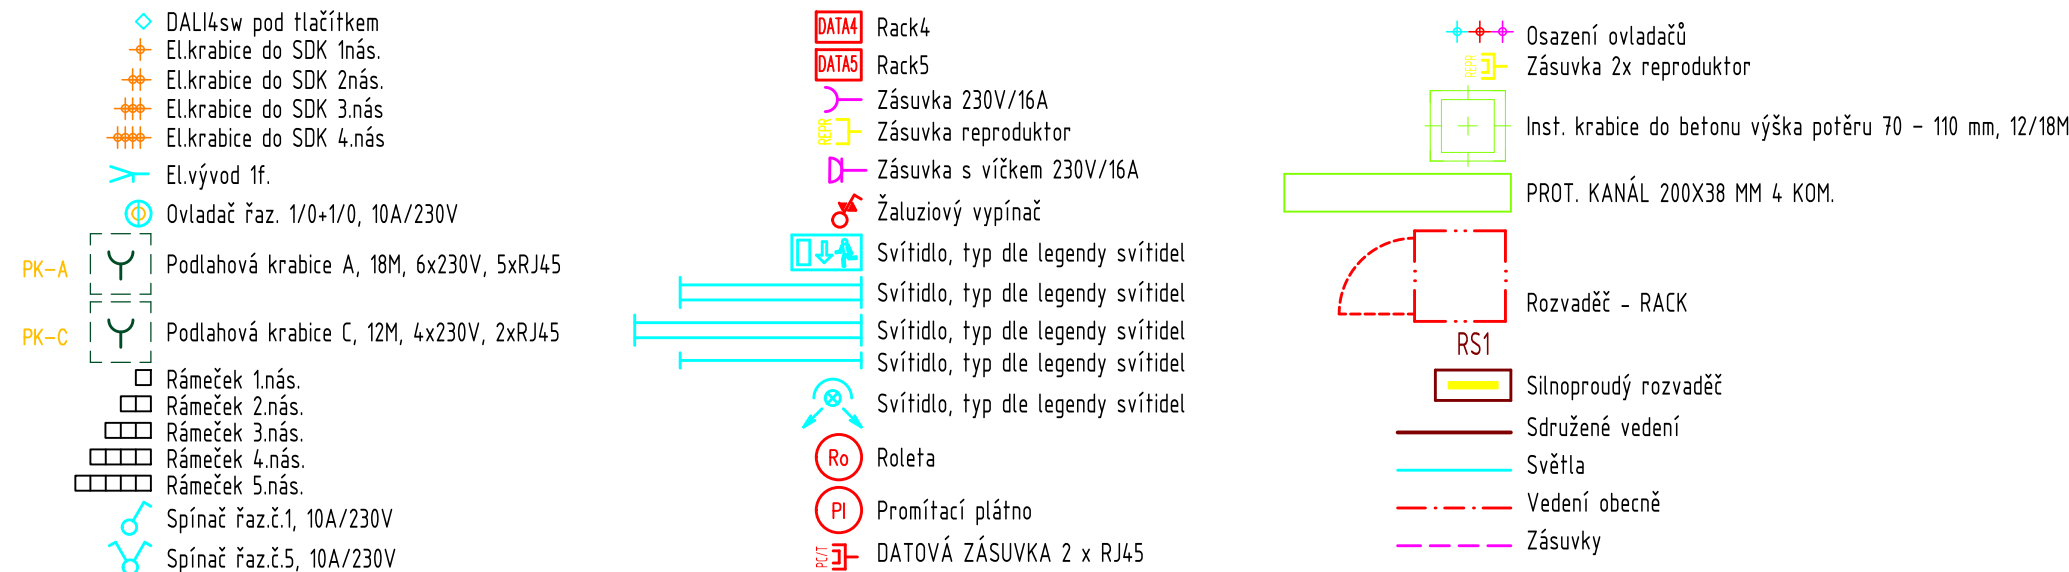 DALI4sw pod tlačítkem
El.krabice do SDK 1nás.
El.krabice do SDK 2nás.
El.krabice do SDK 3.nás
El.krabice do SDK 4.nás
El.vývod 1f.
Ovladač řaz. 1/0+1/0, 10A/230V
PK-A Podlahová krabice A, 18M, 6x230V, 5xRJ45
PK-C Podlahová krabice C, 12M, 4x230V, 2xRJ45
Rámeček 1.nás.
Rámeček 2.nás.
Rámeček 3.nás.
Rámeček 4.nás.
Rámeček 5.nás.
Spínač řaz.č.1, 10A/230V
Spínač řaz.č.5, 10A/230V
DATA4 Rack4
DATA5 Rack5
Zásuvka 230V/16A
REPR Zásuvka reproduktor
Zásuvka s víčkem 230V/16A
Žaluziový vypínač
Svítidlo, typ dle legendy svítidel
Svítidlo, typ dle legendy svítidel
Svítidlo, typ dle legendy svítidel
Svítidlo, typ dle legendy svítidel
Svítidlo, typ dle legendy svítidel
Ro Roleta
Pl Promítací plátno
PC/T DATOVÁ ZÁSUVKA 2 x RJ45
Osazení ovladačů
REPR Zásuvka 2x reproduktor
Inst. krabice do betonu výška potěru 70 - 110 mm, 12/18M
PROT. KANÁL 200X38 MM 4 KOM.
Rozvaděč - RACK
RS1
Silnoproudý rozvaděč
Sdružené vedení
Světla
Vedení obecně
Zásuvky